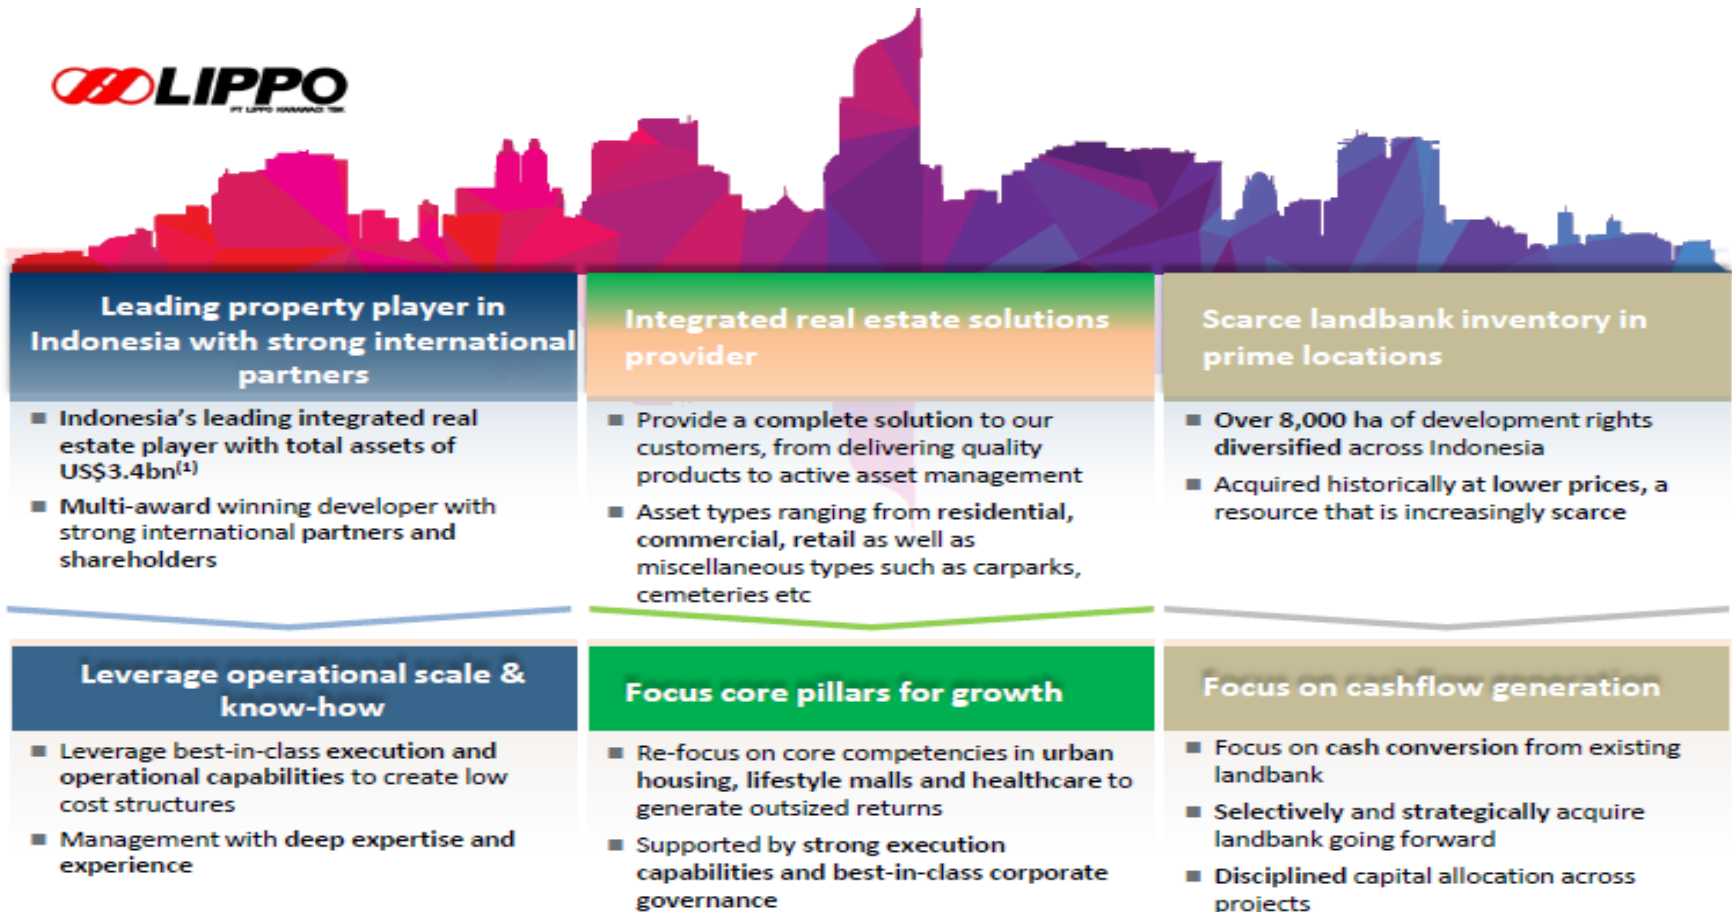 LIPPO
PT LIPPO KARAWACI TBK
Leading property player in
Indonesia with strong international
partners
■ Indonesia's leading integrated real
estate player with total assets of
US$3.4bn(1)
■ Multi-award winning developer with
strong international partners and
shareholders
Integrated real estate solutions
provider
■ Provide a complete solution to our
customers, from delivering quality
products to active asset management
■ Asset types ranging from residential,
commercial, retail as well as
miscellaneous types such as carparks,
cemeteries etc
Scarce landbank inventory in
prime locations
■ Over 8,000 ha of development rights
diversified across Indonesia
■ Acquired historically at lower prices, a
resource that is increasingly scarce
Leverage operational scale &
know-how
■ Leverage best-in-class execution and
operational capabilities to create low
cost structures
■ Management with deep expertise and
experience
Focus core pillars for growth
■ Re-focus on core competencies in urban
housing, lifestyle malls and healthcare to
generate outsized returns
■ Supported by strong execution
capabilities and best-in-class corporate
governance
Focus on cashflow generation
■ Focus on cash conversion from existing
landbank
■ Selectively and strategically acquire
landbank going forward
■ Disciplined capital allocation across
projects